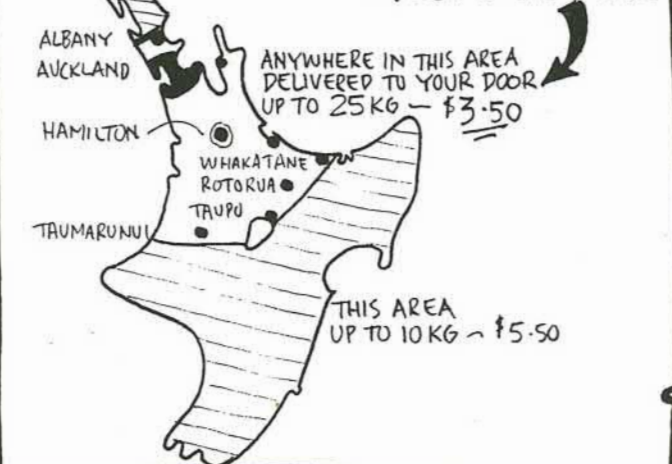 ALBANY
AUCKLAND
ANYWHERE IN THIS AREA
DELIVERED TO YOUR DOOR
UP TO 25KG — $3.50
HAMILTON
WHAKATANE
ROTORUA
TAUPU
TAUMARUNUI
THIS AREA
UP TO 10KG ~ $5.50